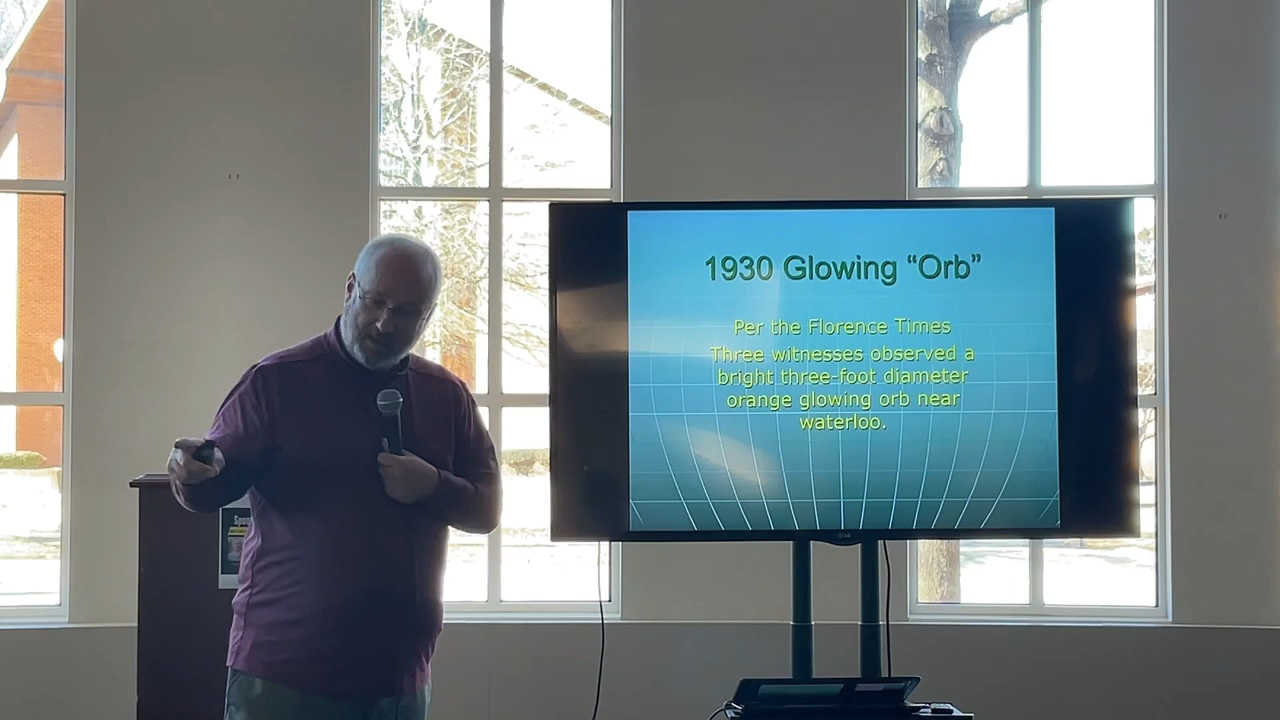 1930 Glowing “Orb”
Per the Florence Times
Three witnesses observed a
bright three-foot diameter
orange glowing orb near
waterloo.